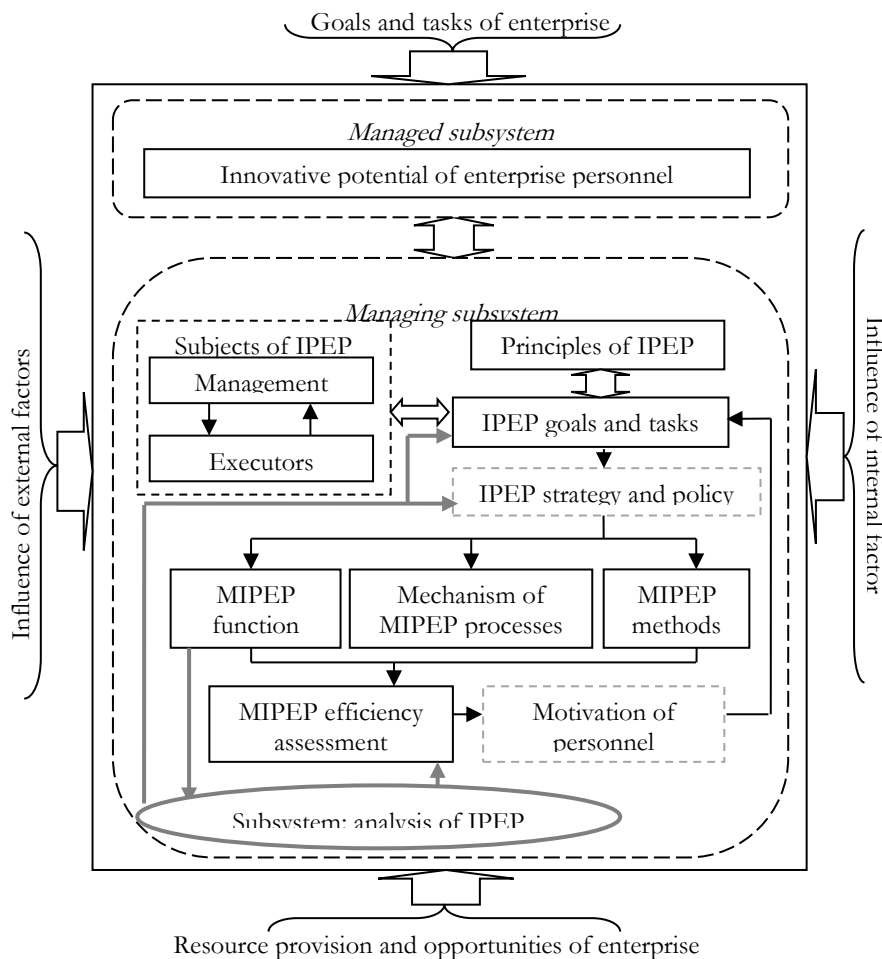 Goals and tasks of enterprise
Managed subsystem
Innovative potential of enterprise personnel
Managing subsystem
Subjects of IPEP
Management
Executors
Principles of IPEP
IPEP goals and tasks
IPEP strategy and policy
MIPEP
function
Mechanism of
MIPEP processes
MIPEP
methods
MIPEP efficiency
assessment
Motivation of
personnel
Subsystem: analysis of IPEP
Influence of external factors
Influence of internal factor
Resource provision and opportunities of enterprise